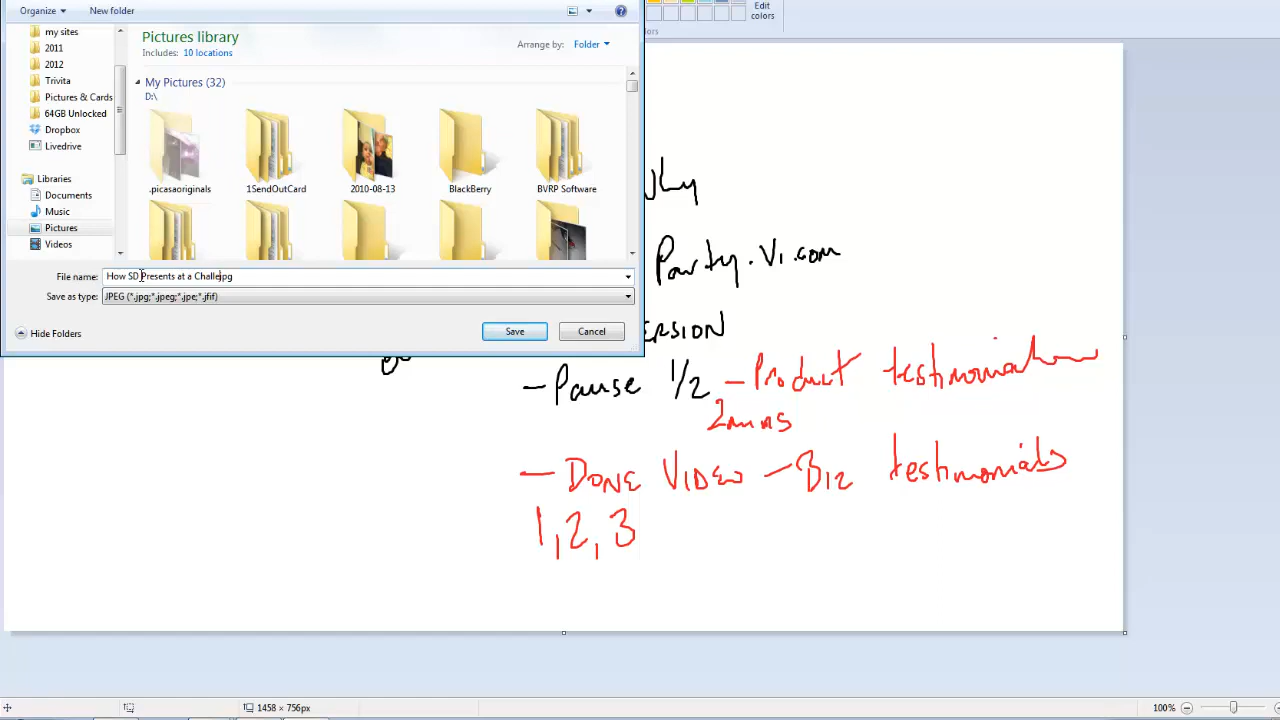 Organize New folder
Edit colors
my sites
2011
2012
Trivita
Pictures & Cards
64GB Unlocked
Dropbox
Livedrive
Libraries
Documents
Music
Pictures
Videos
Pictures library
Includes: 10 locations
Arrange by: Folder
My Pictures (32)
D:\
.picasaoriginals 1SendOutCard 2010-08-13 BlackBerry BVRP Software
File name: How SD Presents at a Challe.jpg
Save as type: JPEG (*.jpg;*.jpeg;*.jpe;*.jfif)
Hide Folders Save Cancel
Party.Vi.com
ERSION
-Pause 1/2 - Product
2mins
- DONE VIDEO - BIZ testimonials
1, 2, 3
1458 × 756px 100%